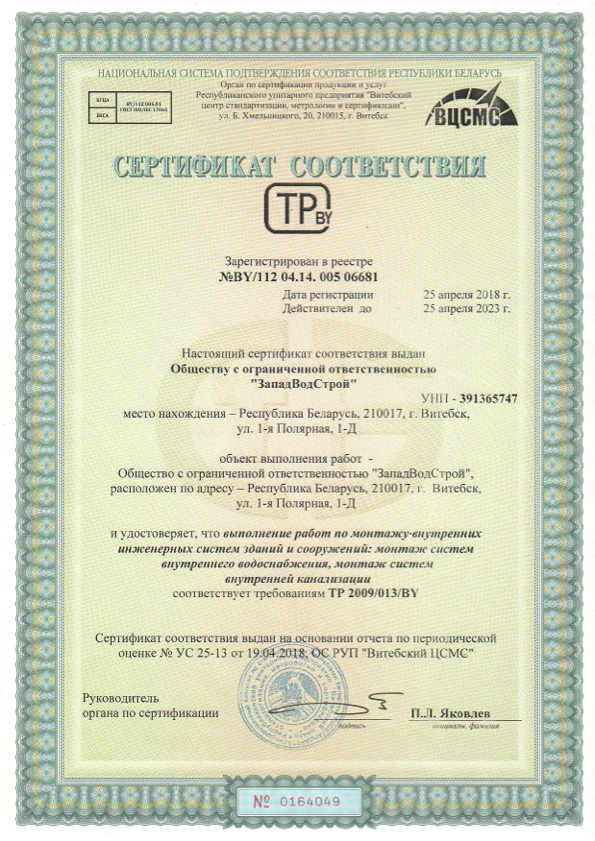 НАЦИОНАЛЬНАЯ СИСТЕМА ПОДТВЕРЖДЕНИЯ СООТВЕТСТВИЯ РЕСПУБЛИКИ БЕЛАРУСЬ
Орган по сертификации продукции и услуг
Республиканского унитарного предприятия "Витебский
центр стандартизации, метрологии и сертификации",
ул. Б. Хмельницкого, 20, 210015, г. Витебск
БГЦА
BSCA
ВЦСМС
СЕРТИФИКАТ СООТВЕТСТВИЯ
ТР BY
Зарегистрирован в реестре
№BY/112 04.14. 005 06681
Дата регистрации 25 апреля 2018 г.
Действителен до 25 апреля 2023 г.
Настоящий сертификат соответствия выдан
Обществу с ограниченной ответственностью
"ЗападВодСтрой"
УНП - 391365747
место нахождения – Республика Беларусь, 210017, г. Витебск,
ул. 1-я Полярная, 1-Д
объект выполнения работ -
Общество с ограниченной ответственностью "ЗападВодСтрой",
расположен по адресу – Республика Беларусь, 210017, г. Витебск,
ул. 1-я Полярная, 1-Д
и удостоверяет, что выполнение работ по монтажу-внутренних
инженерных систем зданий и сооружений: монтаж систем
внутреннего водоснабжения, монтаж систем
внутренней канализации
соответствует требованиям ТР 2009/013/BY
Сертификат соответствия выдан на основании отчета по периодической
оценке № УС 25-13 от 19.04.2018, ОС РУП "Витебский ЦСМС"
Руководитель
органа по сертификации
П.Л. Яковлев
подпись
инициалы, фамилия
№ 0164049